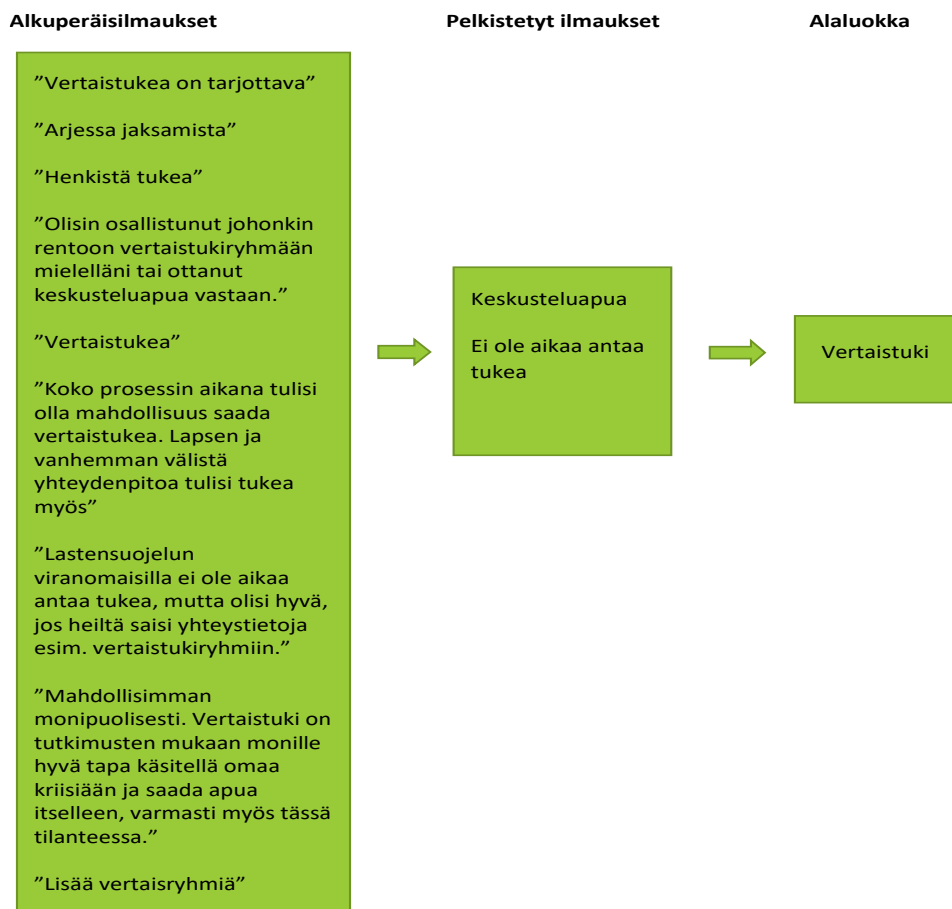 Alkuperäisilmaukset
Pelkistetyt ilmaukset
Alaluokka
”Vertaistukea on tarjottava”
”Arjessa jaksamista”
”Henkistä tukea”
”Olisin osallistunut johonkin
rentoon vertaistukiryhmään
mielelläni tai ottanut
keskusteluapua vastaan.”
”Vertaistukea”
”Koko prosessin aikana tulisi
olla mahdollisuus saada
vertaistukea. Lapsen ja
vanhemman välistä
yhteydenpitoa tulisi tukea
myös”
”Lastensuojelun
viranomaisilla ei ole aikaa
antaa tukea, mutta olisi hyvä,
jos heiltä saisi yhteystietoja
esim. vertaistukiryhmiin.”
”Mahdollisimman
monipuolisesti. Vertaistuki on
tutkimusten mukaan monille
hyvä tapa käsitellä omaa
kriisiään ja saada apua
itselleen, varmasti myös tässä
tilanteessa.”
”Lisää vertaisryhmiä”
Keskusteluapua
Ei ole aikaa antaa
tukea
Vertaistuki